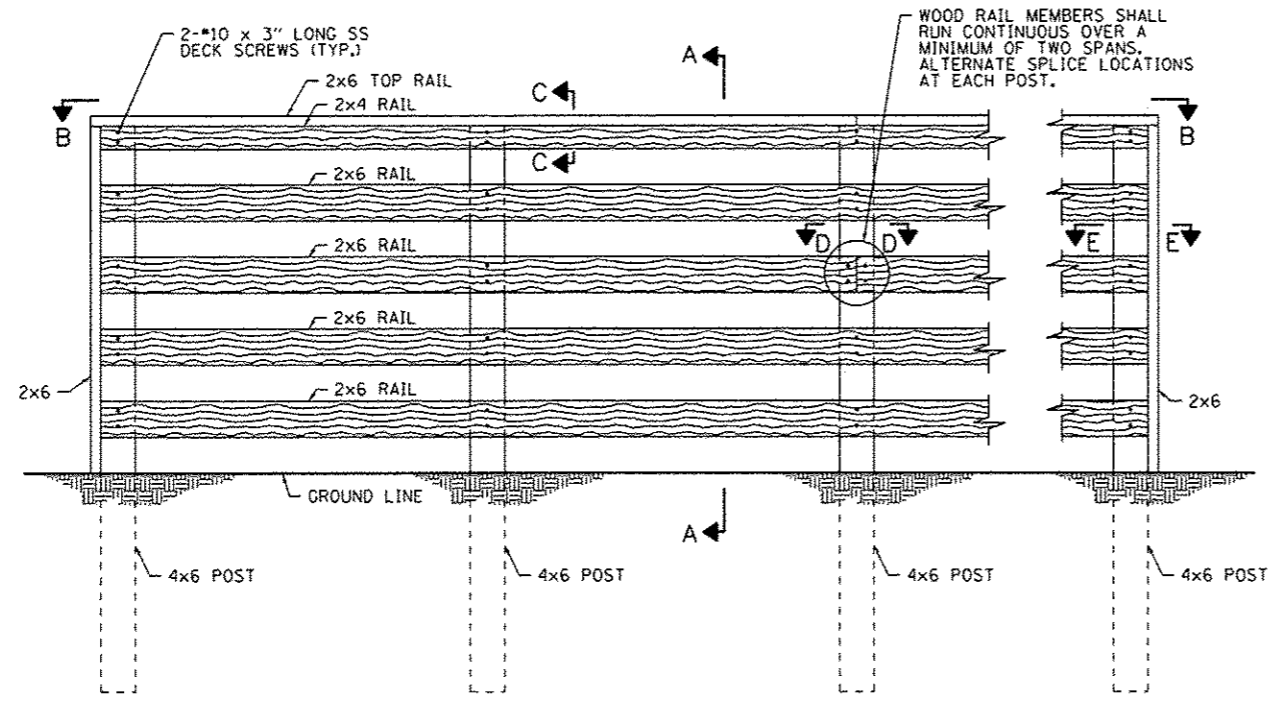 WOOD RAIL MEMBERS SHALL
RUN CONTINUOUS OVER A
MINIMUM OF TWO SPANS.
ALTERNATE SPLICE LOCATIONS
AT EACH POST.
2-#10 x 3" LONG SS
DECK SCREWS (TYP.)
A
2x6 TOP RAIL
C
2x4 RAIL
B
B
C
2x6 RAIL
2x6 RAIL
D
D
E
E
2x6 RAIL
2x6 RAIL
2x6
2x6
GROUND LINE
A
4x6 POST
4x6 POST
4x6 POST
4x6 POST